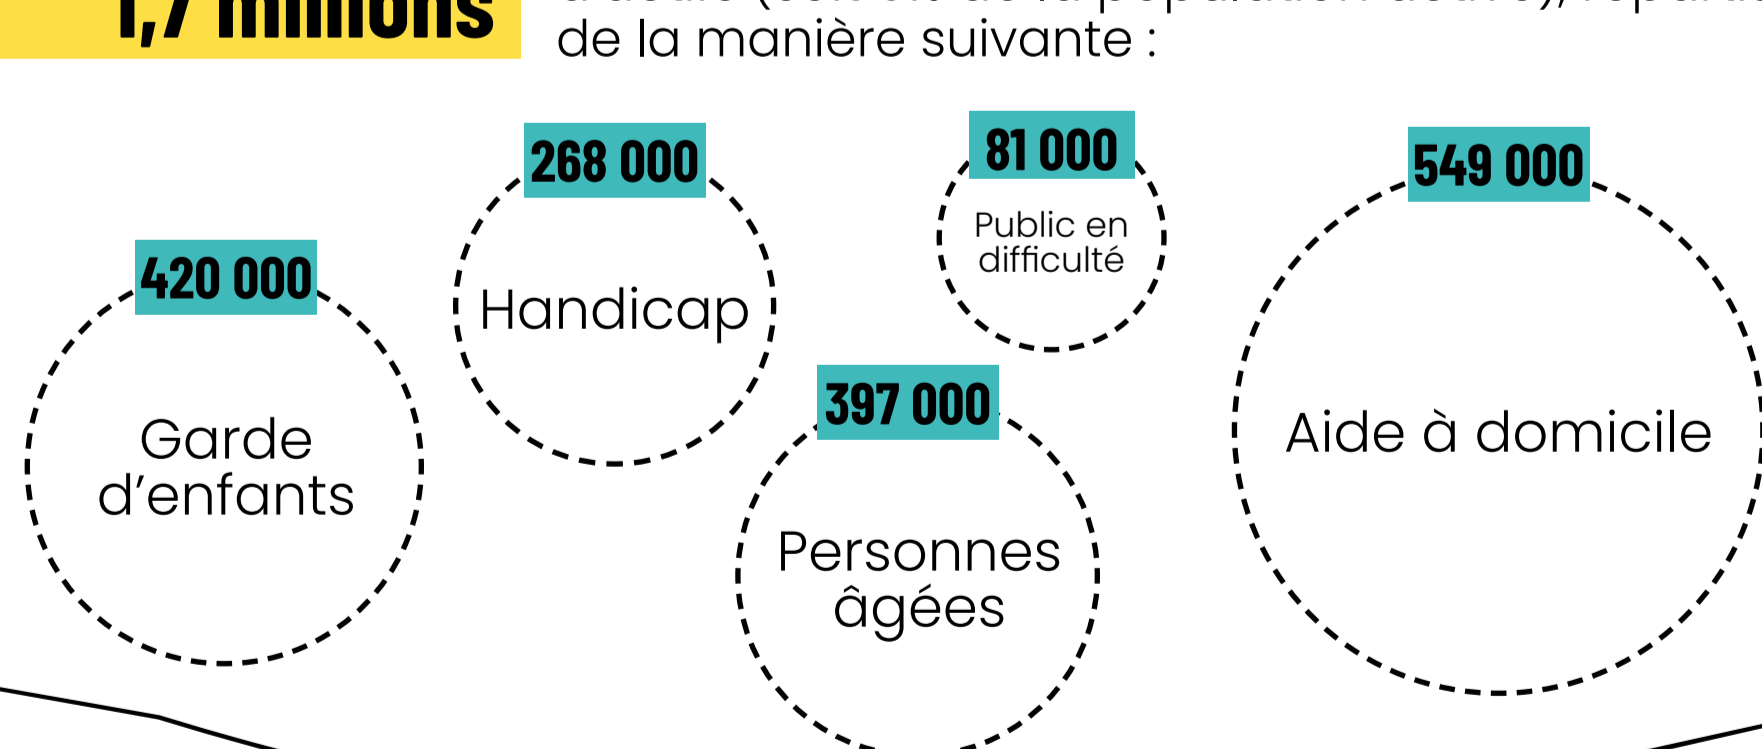 1,7 millions
de la manière suivante :
268 000
Handicap
81 000
Public en
difficulté
549 000
Aide à domicile
420 000
Garde
d’enfants
397 000
Personnes
âgées